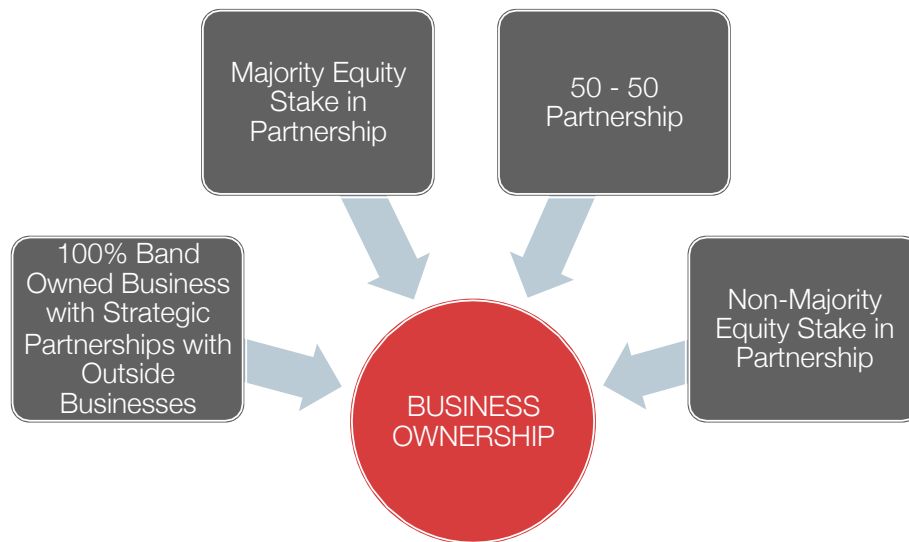 Majority Equity
Stake in
Partnership
50 - 50
Partnership
100% Band
Owned Business
with Strategic
Partnerships with
Outside
Businesses
Non-Majority
Equity Stake in
Partnership
BUSINESS
OWNERSHIP